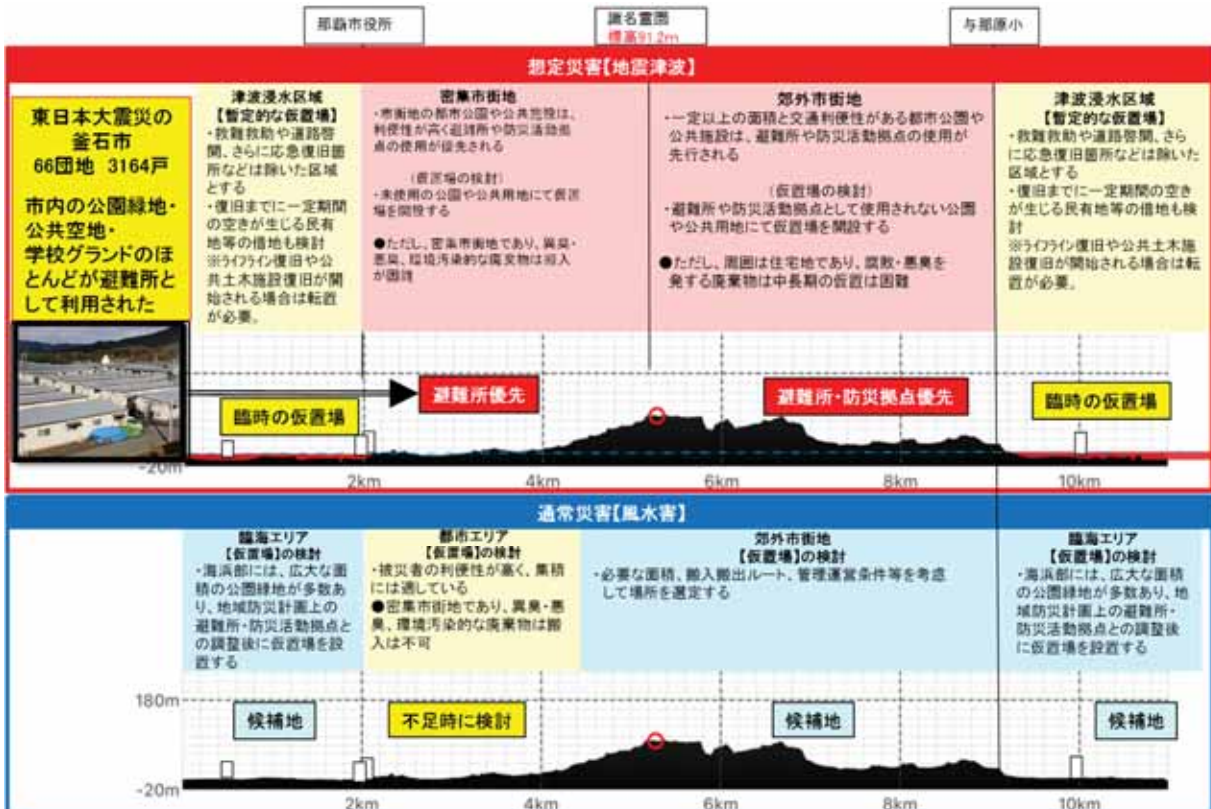 那覇市役所
識名霊園
標高91.2m
与那原小
想定災害【地震津波】
東日本大震災の
釜石市
66団地 3164戸
市内の公園緑地・
公共空地・
学校グランドのほ
とんどが避難所と
して利用された
津波浸水区域
【暫定的な仮置場】
・救難救助や道路啓
開、さらに応急復旧箇
所などは除いた区域
とする
・復旧までに一定期間
の空きが生じる民有
地等の借地も検討
※ライフライン復旧や公
共土木施設復旧が開
始される場合は転置
が必要。
密集市街地
・市街地の都市公園や公共施設は、
利便性が高く避難所や防災活動拠
点の使用が優先される
(仮置場の検討)
・未使用の公園や公共用地にて仮置
場を開設する
●ただし、密集市街地であり、異臭・
悪臭、環境汚染的な廃棄物は搬入
が困難
郊外市街地
・一定以上の面積と交通利便性がある都市公園や
公共施設は、避難所や防災活動拠点の使用が
先行される
(仮置場の検討)
・避難所や防災活動拠点として使用されない公園
や公共用地にて仮置場を開設する
●ただし、周囲は住宅地であり、腐敗・悪臭を
発する廃棄物は中長期の仮置は困難
津波浸水区域
【暫定的な仮置場】
・救難救助や道路啓開、さら
に応急復旧箇所などは除いた
区域とする
・復旧までに一定期間の空き
が生じる民有地等の借地も検
討
※ライフライン復旧や公共土木施
設復旧が開始される場合は転
置が必要。
臨時の仮置場
避難所優先
避難所・防災拠点優先
臨時の仮置場
-20m
2km
4km
6km
8km
10km
通常災害【風水害】
臨海エリア
【仮置場】の検討
・海浜部には、広大な面
積の公園緑地が多数あ
り、地域防災計画上の
避難所・防災活動拠点と
の調整後に仮置場を設
置する
都市エリア
【仮置場】の検討
・被災者の利便性が高く、集積
には適している
●密集市街地であり、異臭・悪
臭、環境汚染的な廃棄物は搬
入は不可
郊外市街地
【仮置場】の検討
・必要な面積、搬入搬出ルート、管理運営条件等を考慮
して場所を選定する
臨海エリア
【仮置場】の検討
・海浜部には、広大な面積
の公園緑地が多数あり、地
域防災計画上の避難所・
防災活動拠点との調整後
に仮置場を設置する
180m
候補地
不足時に検討
候補地
候補地
-20m
2km
4km
6km
8km
10km